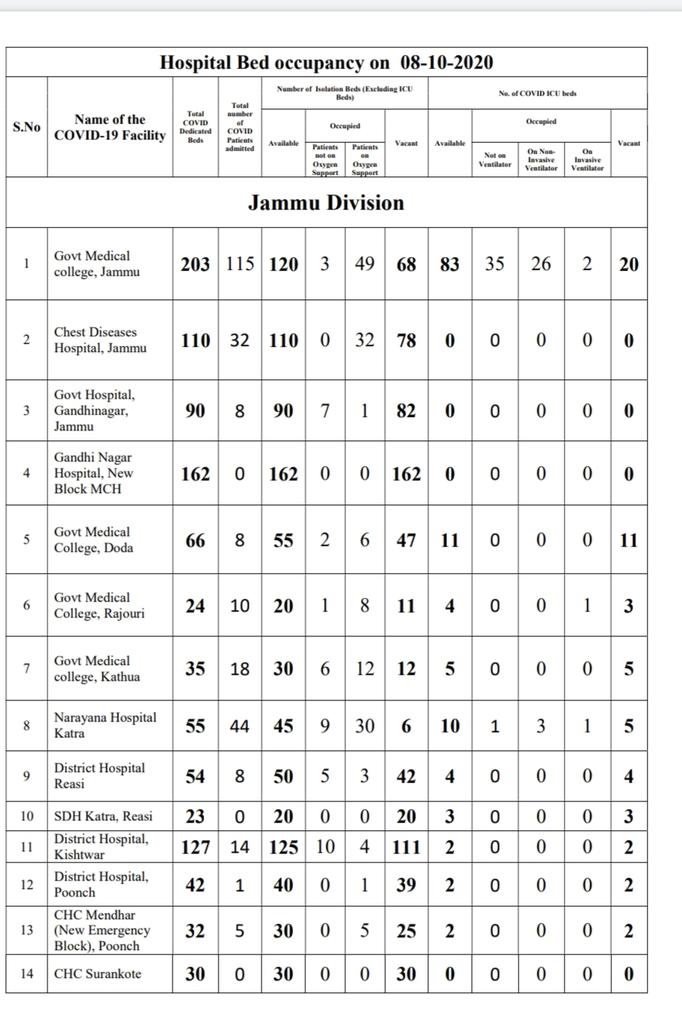 Hospital Bed occupancy on 08-10-2020
S.No
Name of the
COVID-19 Facility
Total
COVID
Dedicated
Beds
Total
number
of
COVID
Patients
admitted
Number of Isolation Beds (Excluding ICU
Beds)
No. of COVID ICU beds
Available
Occupied
Vacant
Available
Occupied
Vacant
Patients
not on
Oxygen
Support
Patients
on
Oxygen
Support
Not on
Ventilator
On Non-
Invasive
Ventilator
On
Invasive
Ventilator
Jammu Division
1 Govt Medical
college, Jammu 203 115 120 3 49 68 83 35 26 2 20
2 Chest Diseases
Hospital, Jammu 110 32 110 0 32 78 0 0 0 0 0
3 Govt Hospital,
Gandhinagar,
Jammu 90 8 90 7 1 82 0 0 0 0 0
4 Gandhi Nagar
Hospital, New
Block MCH 162 0 162 0 0 162 0 0 0 0 0
5 Govt Medical
College, Doda 66 8 55 2 6 47 11 0 0 0 11
6 Govt Medical
College, Rajouri 24 10 20 1 8 11 4 0 0 1 3
7 Govt Medical
college, Kathua 35 18 30 6 12 12 5 0 0 0 5
8 Narayana Hospital
Katra 55 44 45 9 30 6 10 1 3 1 5
9 District Hospital
Reasi 54 8 50 5 3 42 4 0 0 0 4
10 SDH Katra, Reasi 23 0 20 0 0 20 3 0 0 0 3
11 District Hospital,
Kishtwar 127 14 125 10 4 111 2 0 0 0 2
12 District Hospital,
Poonch 42 1 40 0 1 39 2 0 0 0 2
13 CHC Mendhar
(New Emergency
Block), Poonch 32 5 30 0 5 25 2 0 0 0 2
14 CHC Surankote 30 0 30 0 0 30 0 0 0 0 0